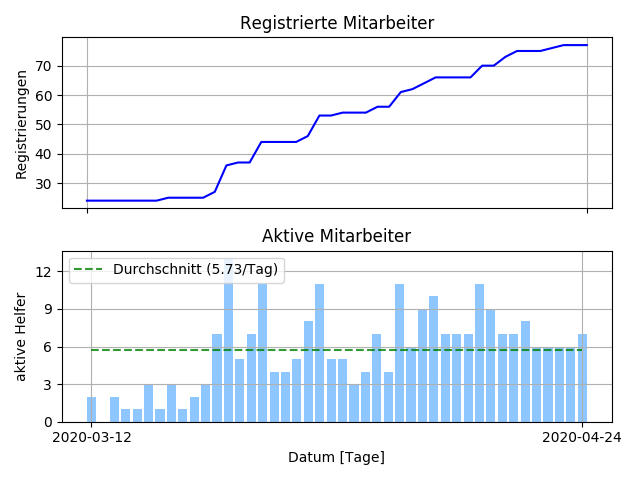 Registrierte Mitarbeiter
Registrierungen
70
60
50
40
30
Aktive Mitarbeiter
aktive Helfer
Durchschnitt (5.73/Tag)
12
9
6
3
0
2020-03-12 2020-04-24
Datum [Tage]